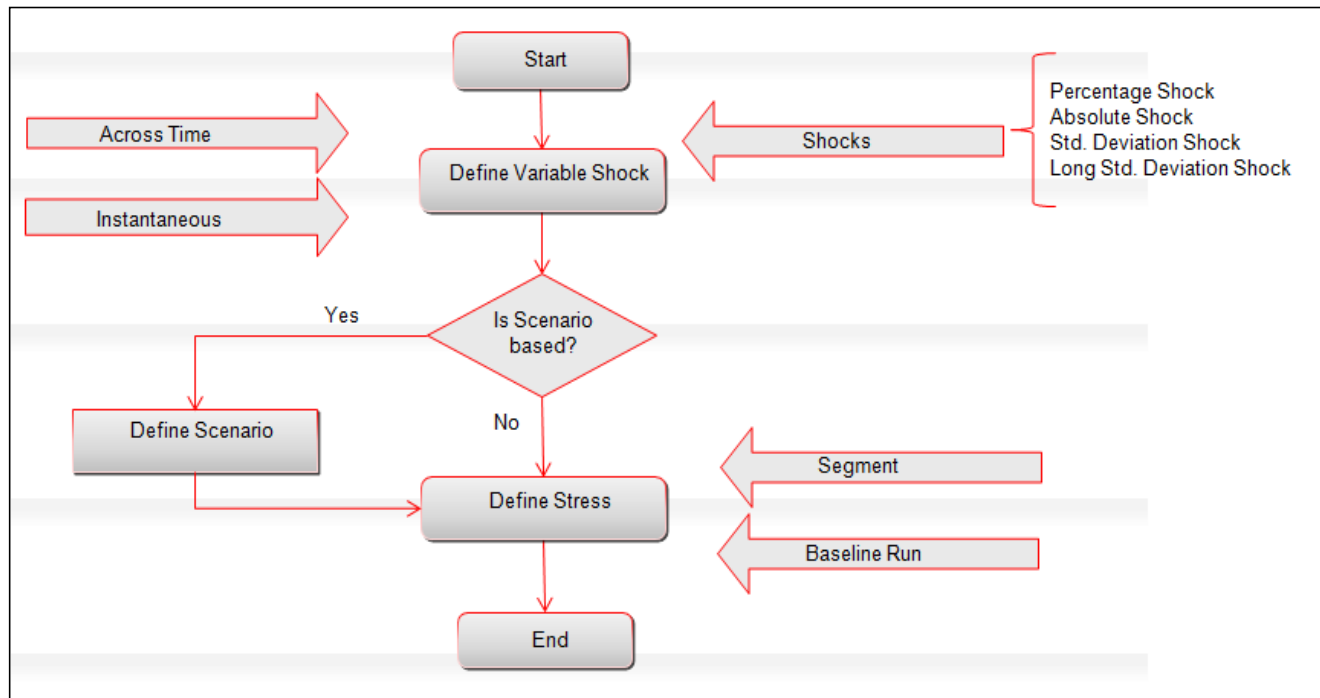 Start
Across Time
Shocks
Percentage Shock
Absolute Shock
Std. Deviation Shock
Long Std. Deviation Shock
Define Variable Shock
Instantaneous
Yes
Is Scenario
based?
Define Scenario
No
Segment
Define Stress
Baseline Run
End